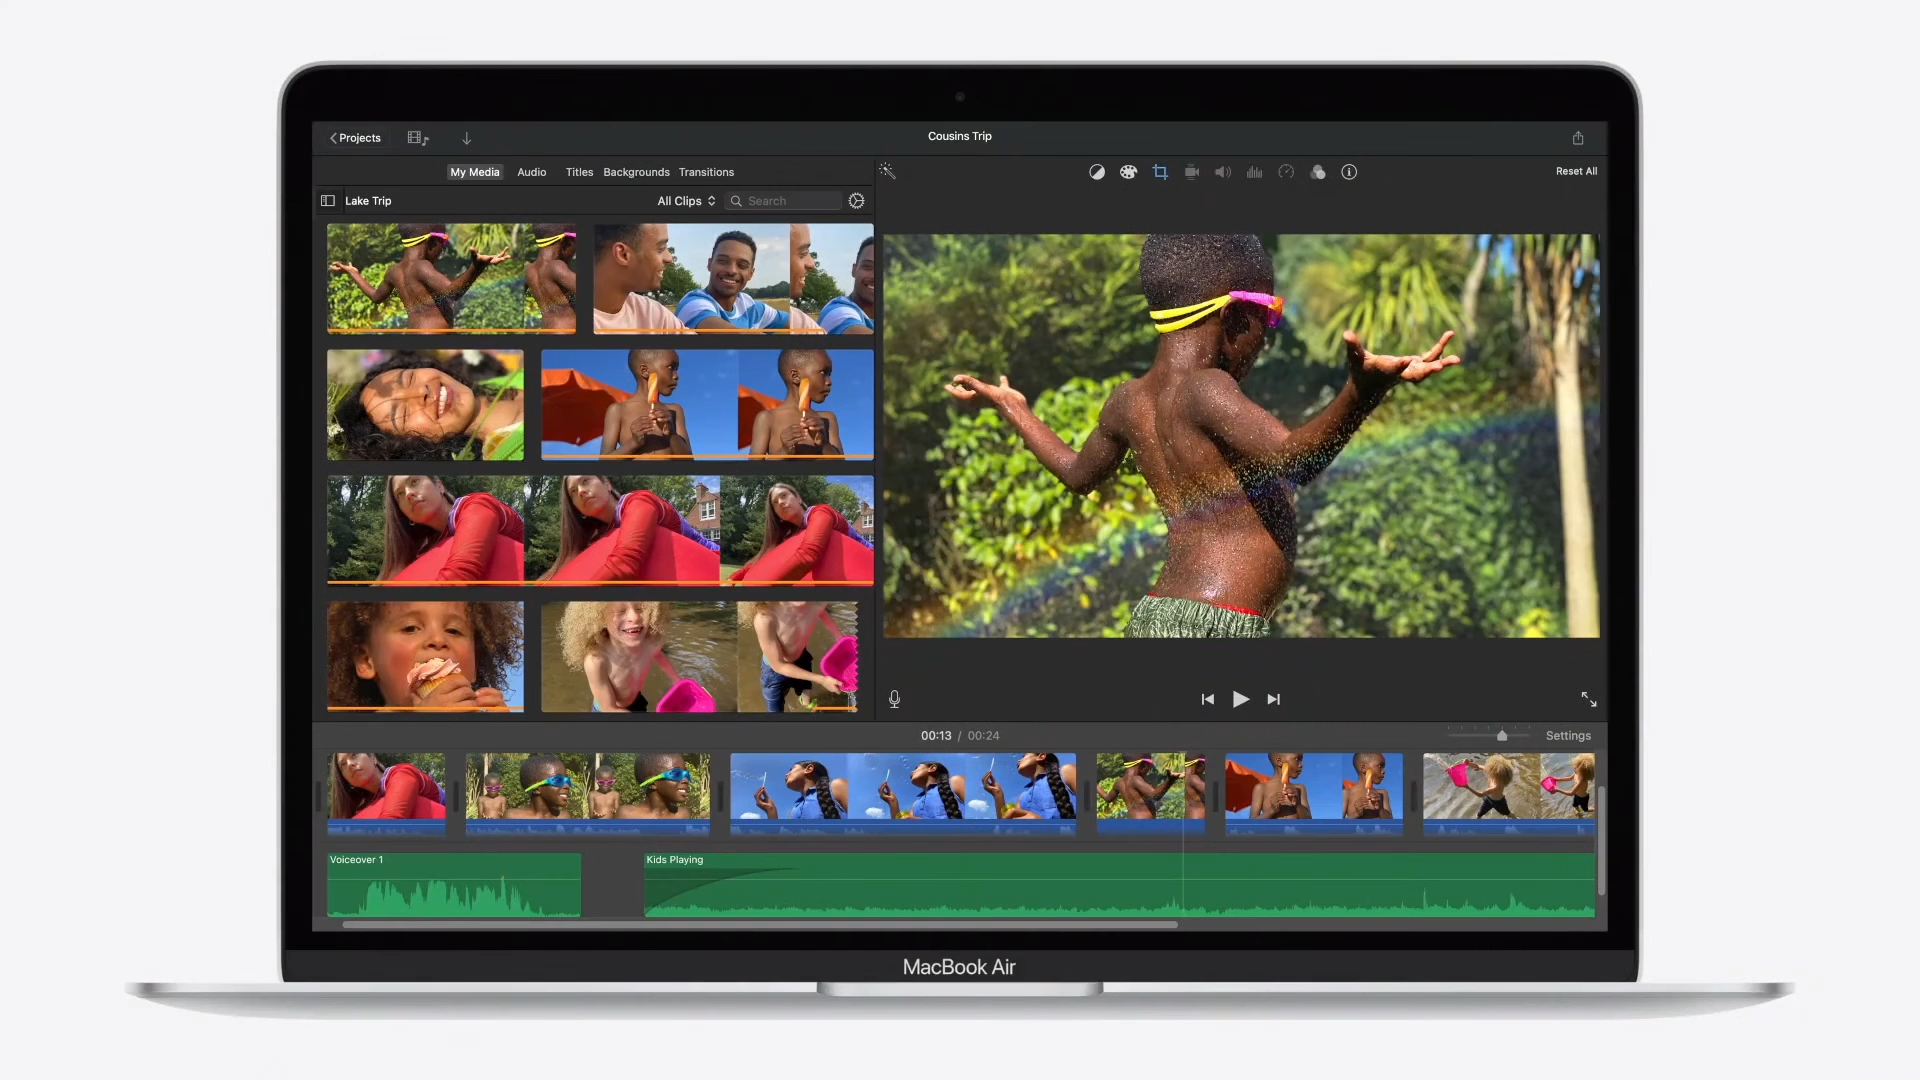 Projects
Cousins Trip
My Media Audio Titles Backgrounds Transitions
Reset All
Lake Trip
All Clips
Search
00:13 / 00:24
Settings
Voiceover 1
Kids Playing
MacBook Air